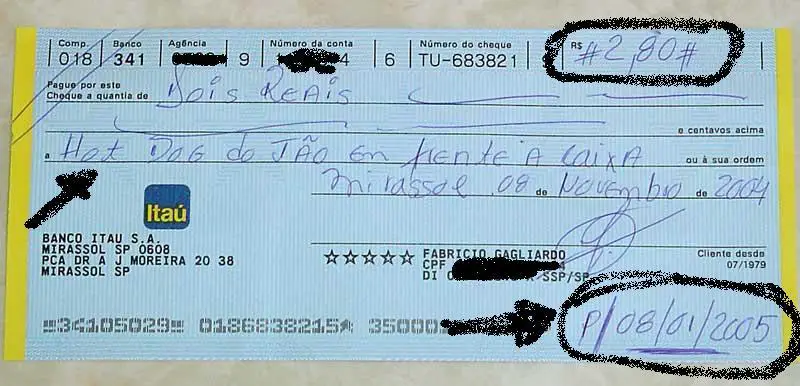 Comp. Banco Agência Número da conta Número do cheque R$
018 341 9 6 TU-683821 #2,80#
Pague por este
Cheque a quantia de Dois Reais
e centavos acima
a Hot Dog do Jão em frente a caixa ou à sua ordem
Mirassol, 08 de Novembro de 2004
Itaú
BANCO ITAU S.A.
MIRASSOL SP 0608
PCA DR A J MOREIRA 20 38
MIRASSOL SP
☆☆☆☆☆ FABRICIO GAGLIARDO
CPF
DI SSP/SP
Cliente desde
07/1979
34105029 0186838215 3500
P/ 08/01/2005